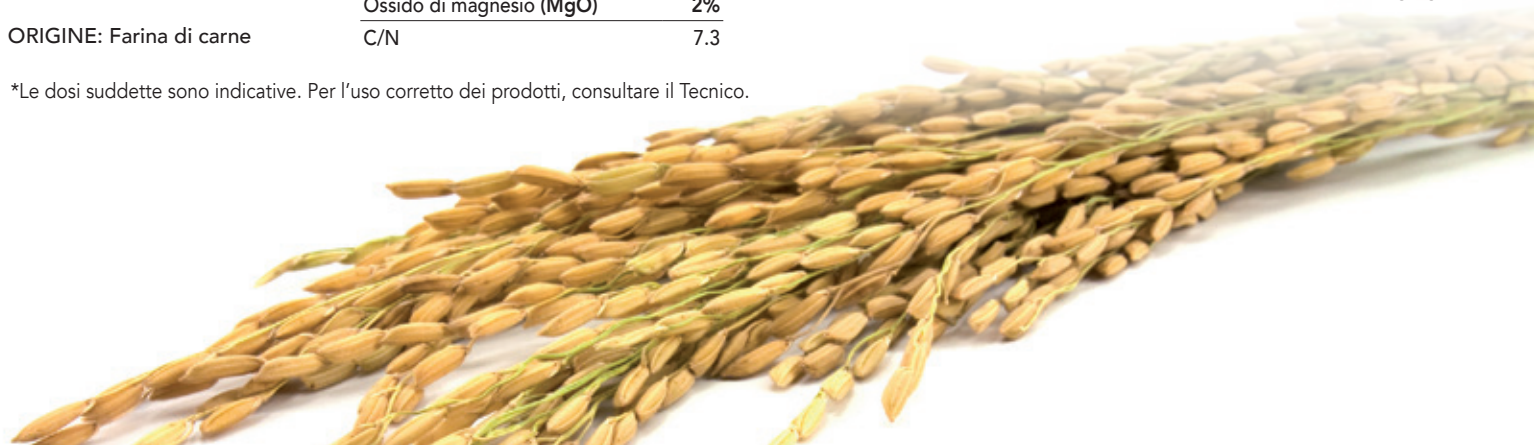 Ossido di magnesio (MgO) 2%
ORIGINE: Farina di carne
C/N 7.3
*Le dosi suddette sono indicative. Per l'uso corretto dei prodotti, consultare il Tecnico.